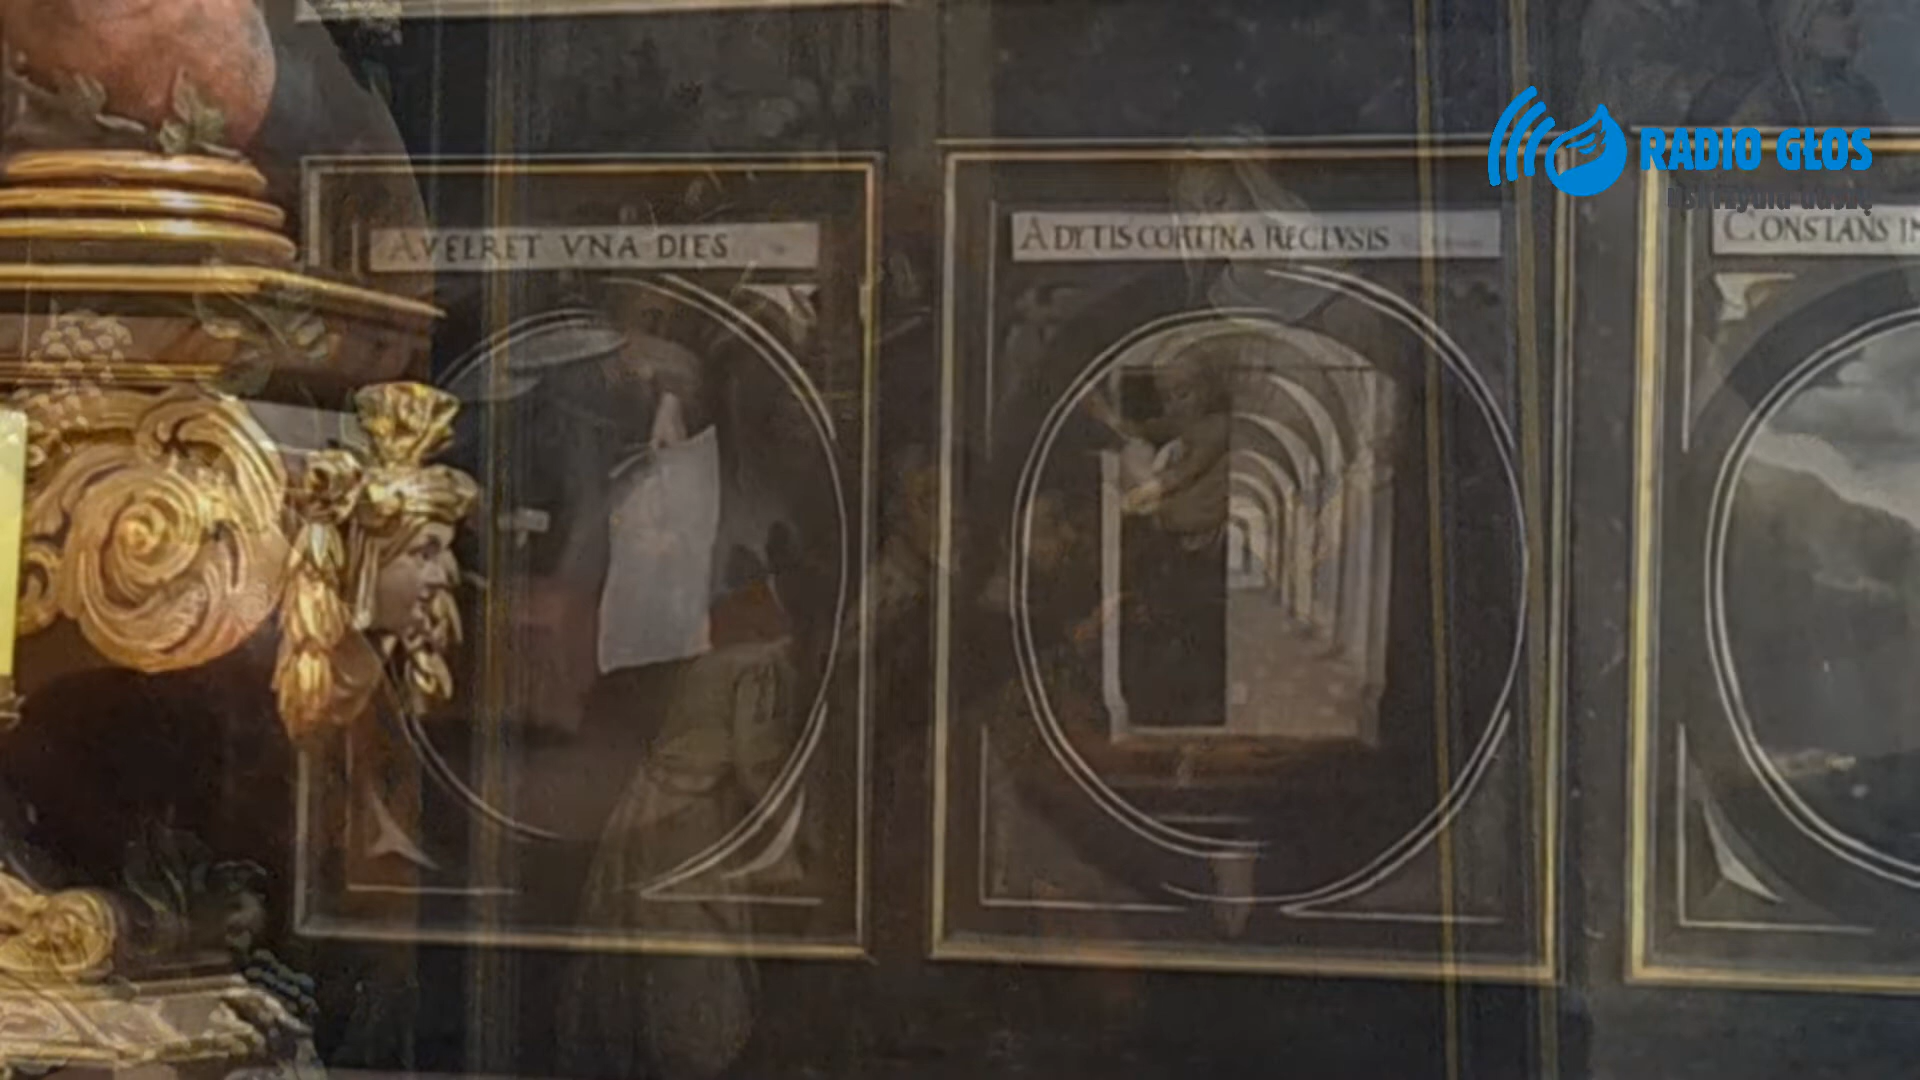 RADIO GŁOS
AVELRET VNA DIES
ADYTIS CORTINA RECLVSIS
CONSTANS IN